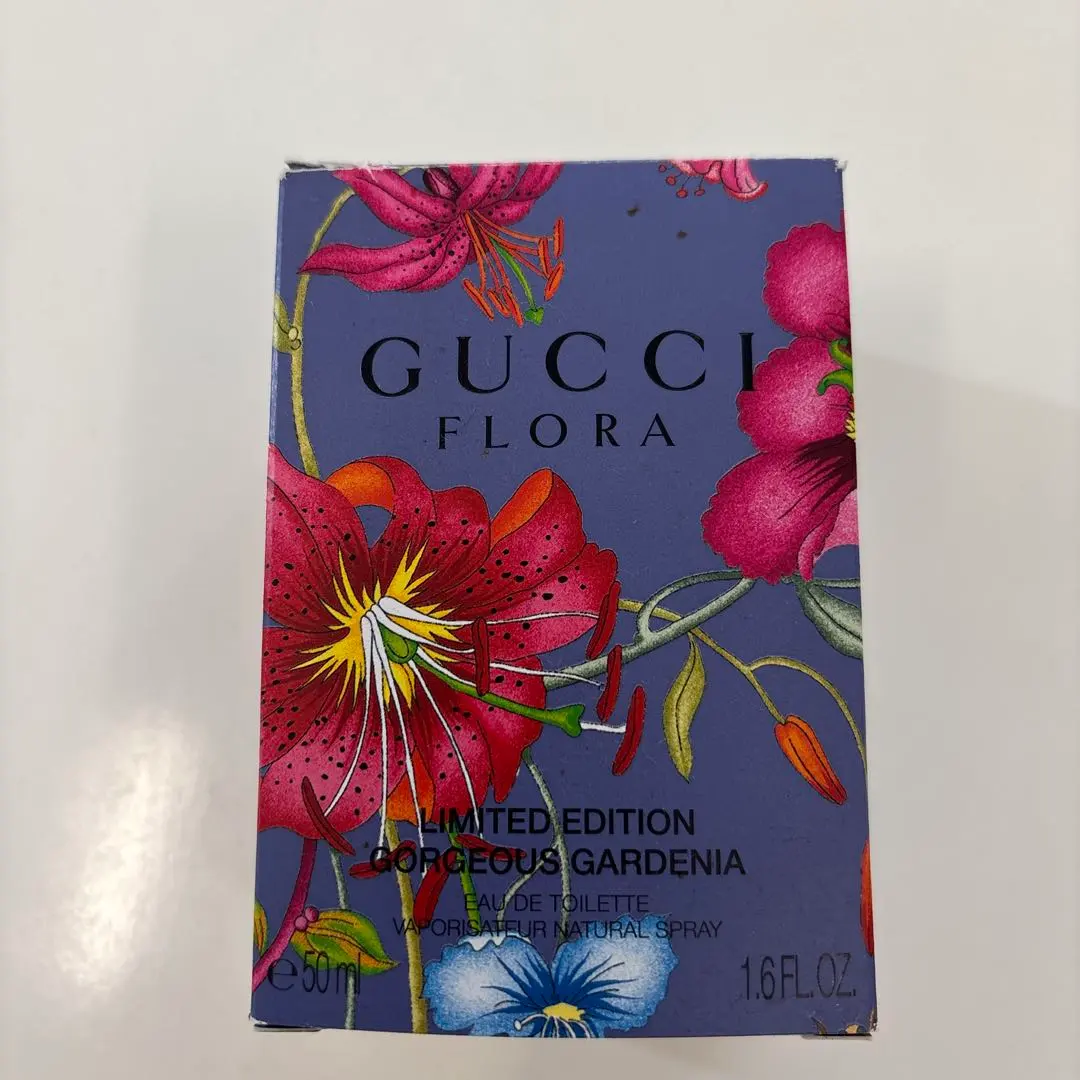 GUCCI
FLORA
LIMITED EDITION
GORGEOUS GARDENIA
EAU DE TOILETTE
VAPORISATEUR NATURAL SPRAY
℮50 ml 1.6 FL. OZ.